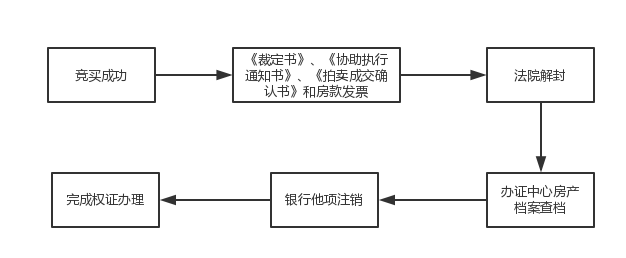 竞买成功
《裁定书》、《协助执行
通知书》、《拍卖成交确
认书》和房款发票
法院解封
办证中心房产
档案查档
银行他项注销
完成权证办理